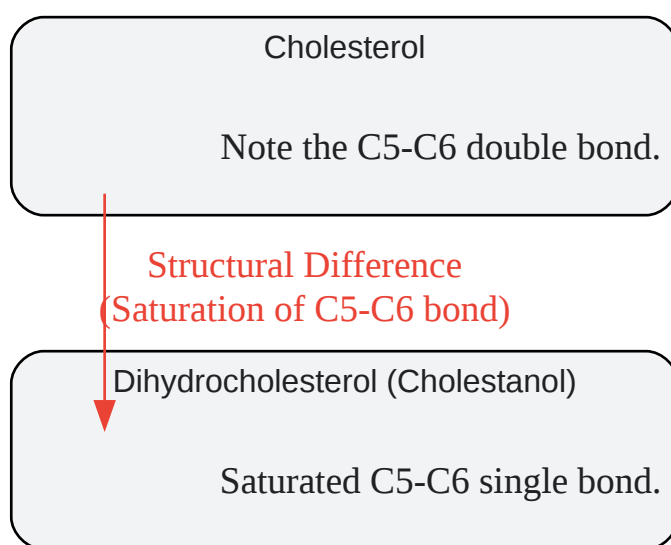 Cholesterol
Note the C5-C6 double bond.
Structural Difference
(Saturation of C5-C6 bond)
Dihydrocholesterol (Cholestanol)
Saturated C5-C6 single bond.